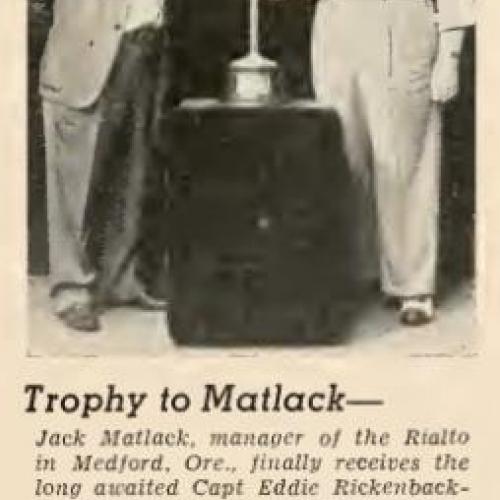 Trophy to Matlack—
Jack Matlack, manager of the Rialto
in Medford, Ore., finally receives the
long awaited Capt Eddie Rickenback-